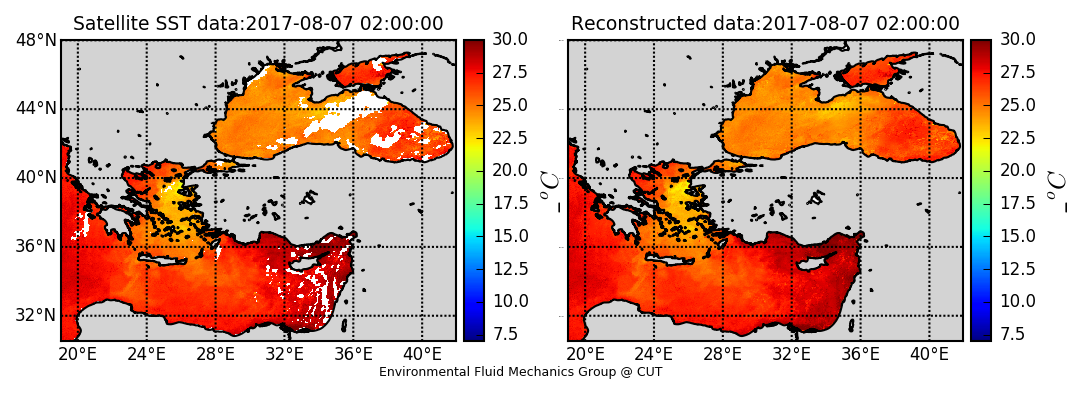 Satellite SST data:2017-08-07 02:00:00
48°N
44°N
40°N
36°N
32°N
20°E 24°E 28°E 32°E 36°E 40°E
30.0
27.5
25.0
22.5
20.0
17.5
15.0
12.5
10.0
7.5
_ °C
Reconstructed data:2017-08-07 02:00:00
20°E 24°E 28°E 32°E 36°E 40°E
30.0
27.5
25.0
22.5
20.0
17.5
15.0
12.5
10.0
7.5
_ °C
Environmental Fluid Mechanics Group @ CUT